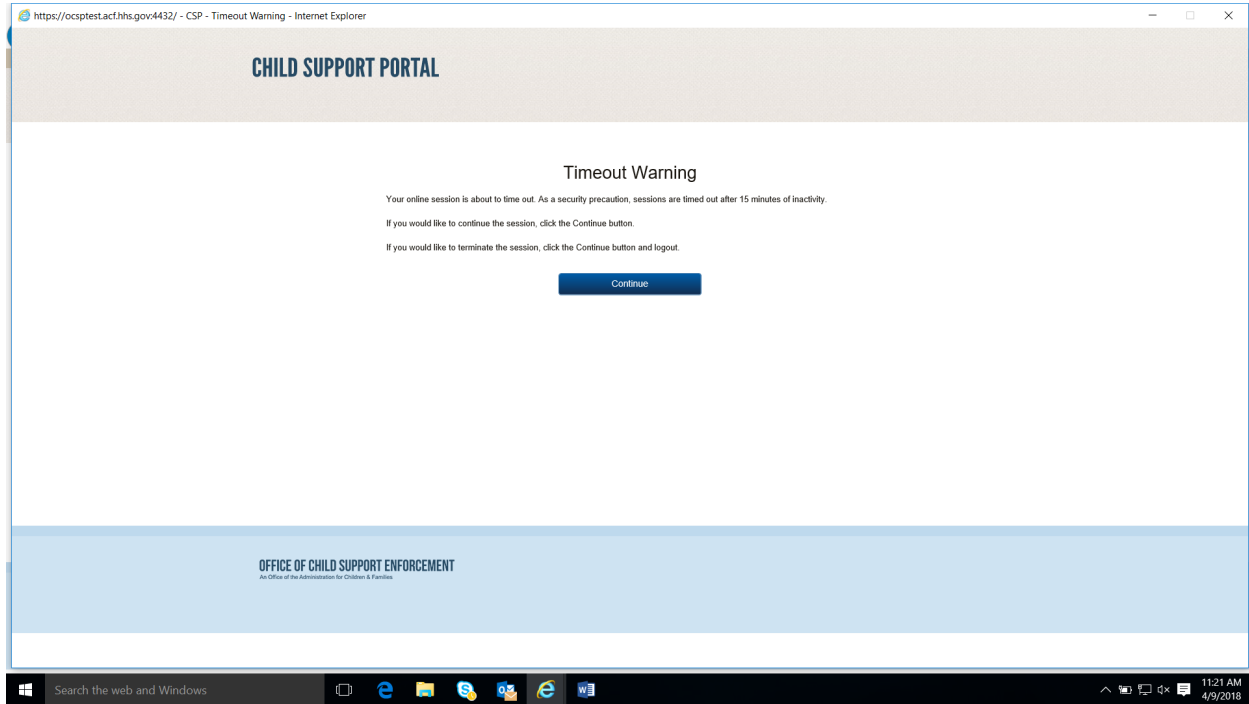 https://ocsptest.acf.hhs.gov:4432/ - CSP - Timeout Warning - Internet Explorer
CHILD SUPPORT PORTAL
Timeout Warning
Your online session is about to time out. As a security precaution, sessions are timed out after 15 minutes of inactivity.
If you would like to continue the session, click the Continue button.
If you would like to terminate the session, click the Continue button and logout.
Continue
OFFICE OF CHILD SUPPORT ENFORCEMENT
An Office of the Administration for Children & Families
Search the web and Windows
11:21 AM
4/9/2018